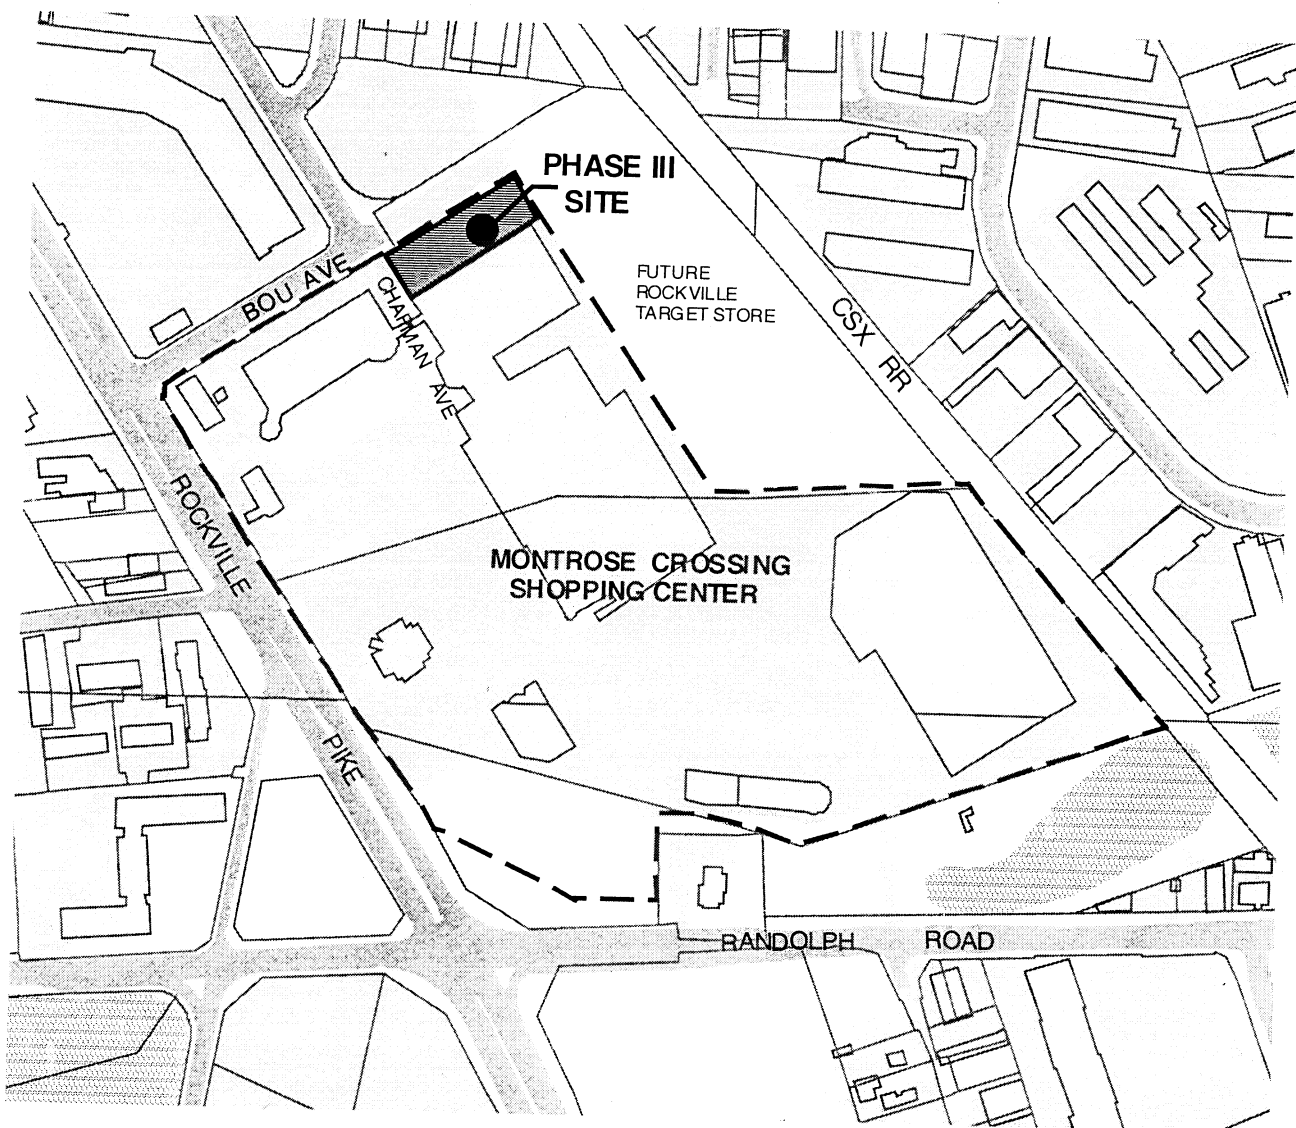 PHASE III
SITE
BOU AVE
CHAPMAN AVE
FUTURE
ROCKVILLE
TARGET STORE
CSX RR
ROCKVILLE
PIKE
MONTROSE CROSSING
SHOPPING CENTER
RANDOLPH ROAD